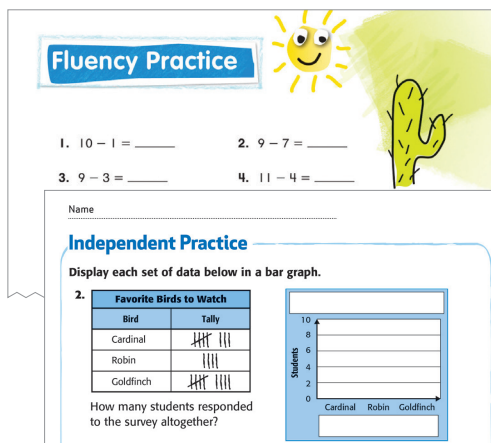 Fluency Practice
1. 10 − 1 = ______
2. 9 − 7 = ______
3. 9 − 3 = ______
4. 11 − 4 = ______
Name
Independent Practice
Display each set of data below in a bar graph.
2.
Favorite Birds to Watch
Bird Tally
Cardinal
Robin
Goldfinch
How many students responded
to the survey altogether?
Students
10
8
6
4
2
0
Cardinal Robin Goldfinch